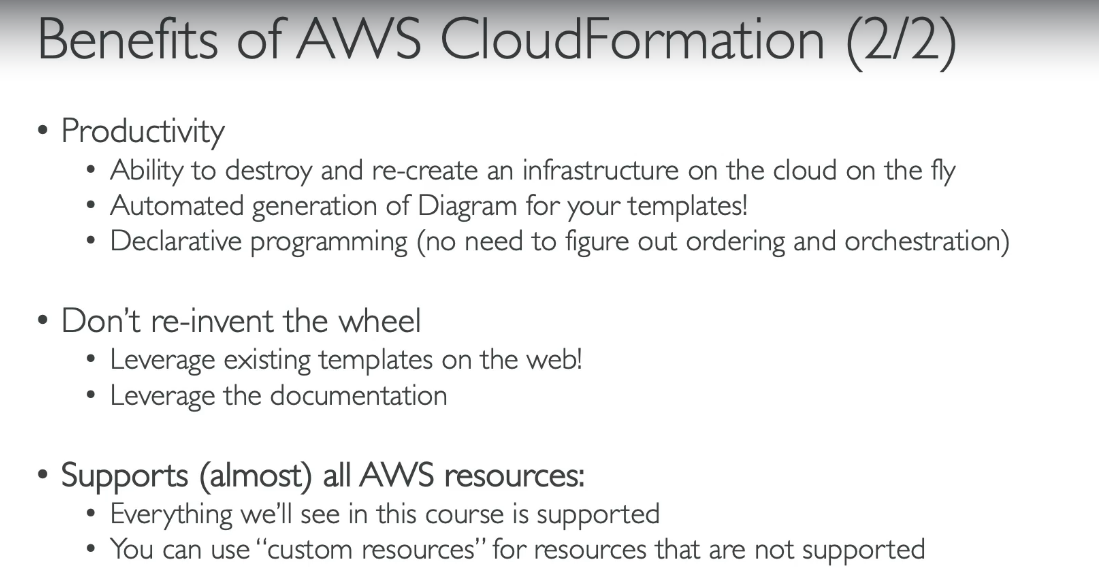 Benefits of AWS CloudFormation (2/2)
• Productivity
• Ability to destroy and re-create an infrastructure on the cloud on the fly
• Automated generation of Diagram for your templates!
• Declarative programming (no need to figure out ordering and orchestration)
• Don’t re-invent the wheel
• Leverage existing templates on the web!
• Leverage the documentation
• Supports (almost) all AWS resources:
• Everything we’ll see in this course is supported
• You can use “custom resources” for resources that are not supported